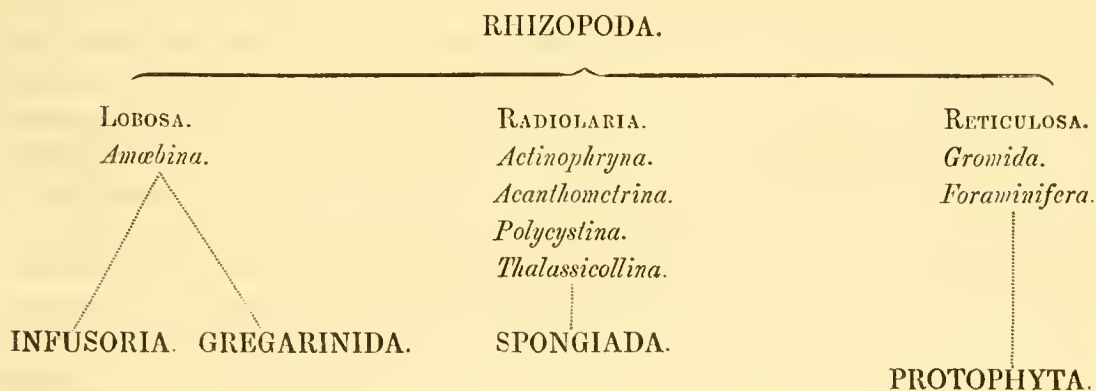 RHIZOPODA.
LOBOSA.
Amœbina.
RADIOLARIA.
Actinophryna.
Acanthometrina.
Polycystina.
Thalassicollina.
RETICULOSA.
Gromida.
Foraminifera.
INFUSORIA. GREGARINIDA.
SPONGIADA.
PROTOPHYTA.